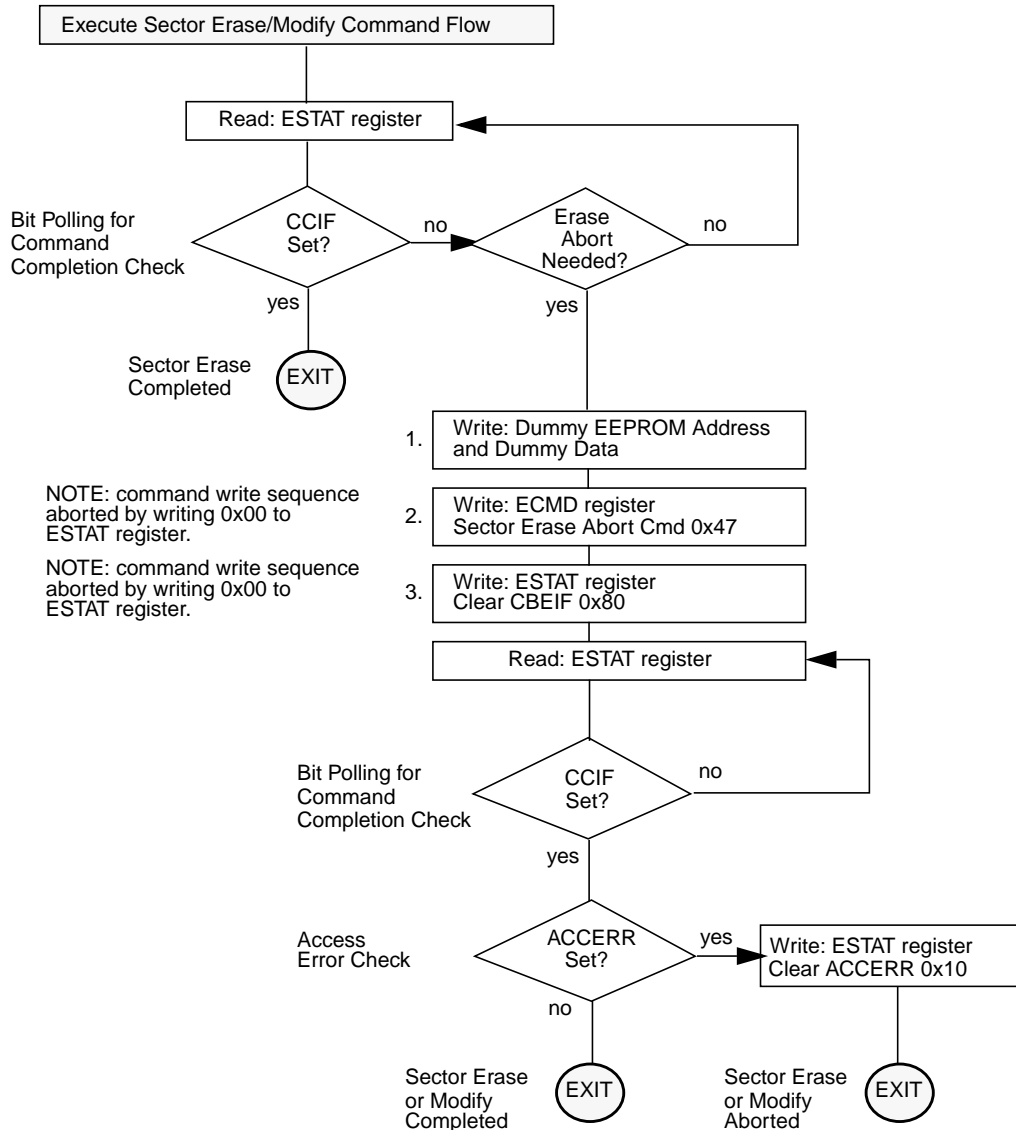 Execute Sector Erase/Modify Command Flow
Read: ESTAT register
Bit Polling for
Command
Completion Check
CCIF
Set?
no
Erase
Abort
Needed?
no
yes
yes
Sector Erase
Completed
EXIT
1.
Write: Dummy EEPROM Address
and Dummy Data
NOTE: command write sequence
aborted by writing 0x00 to
ESTAT register.
2.
Write: ECMD register
Sector Erase Abort Cmd 0x47
NOTE: command write sequence
aborted by writing 0x00 to
ESTAT register.
3.
Write: ESTAT register
Clear CBEIF 0x80
Read: ESTAT register
Bit Polling for
Command
Completion Check
CCIF
Set?
no
yes
Access
Error Check
ACCERR
Set?
yes
Write: ESTAT register
Clear ACCERR 0x10
no
Sector Erase
or Modify
Completed
EXIT
Sector Erase
or Modify
Aborted
EXIT